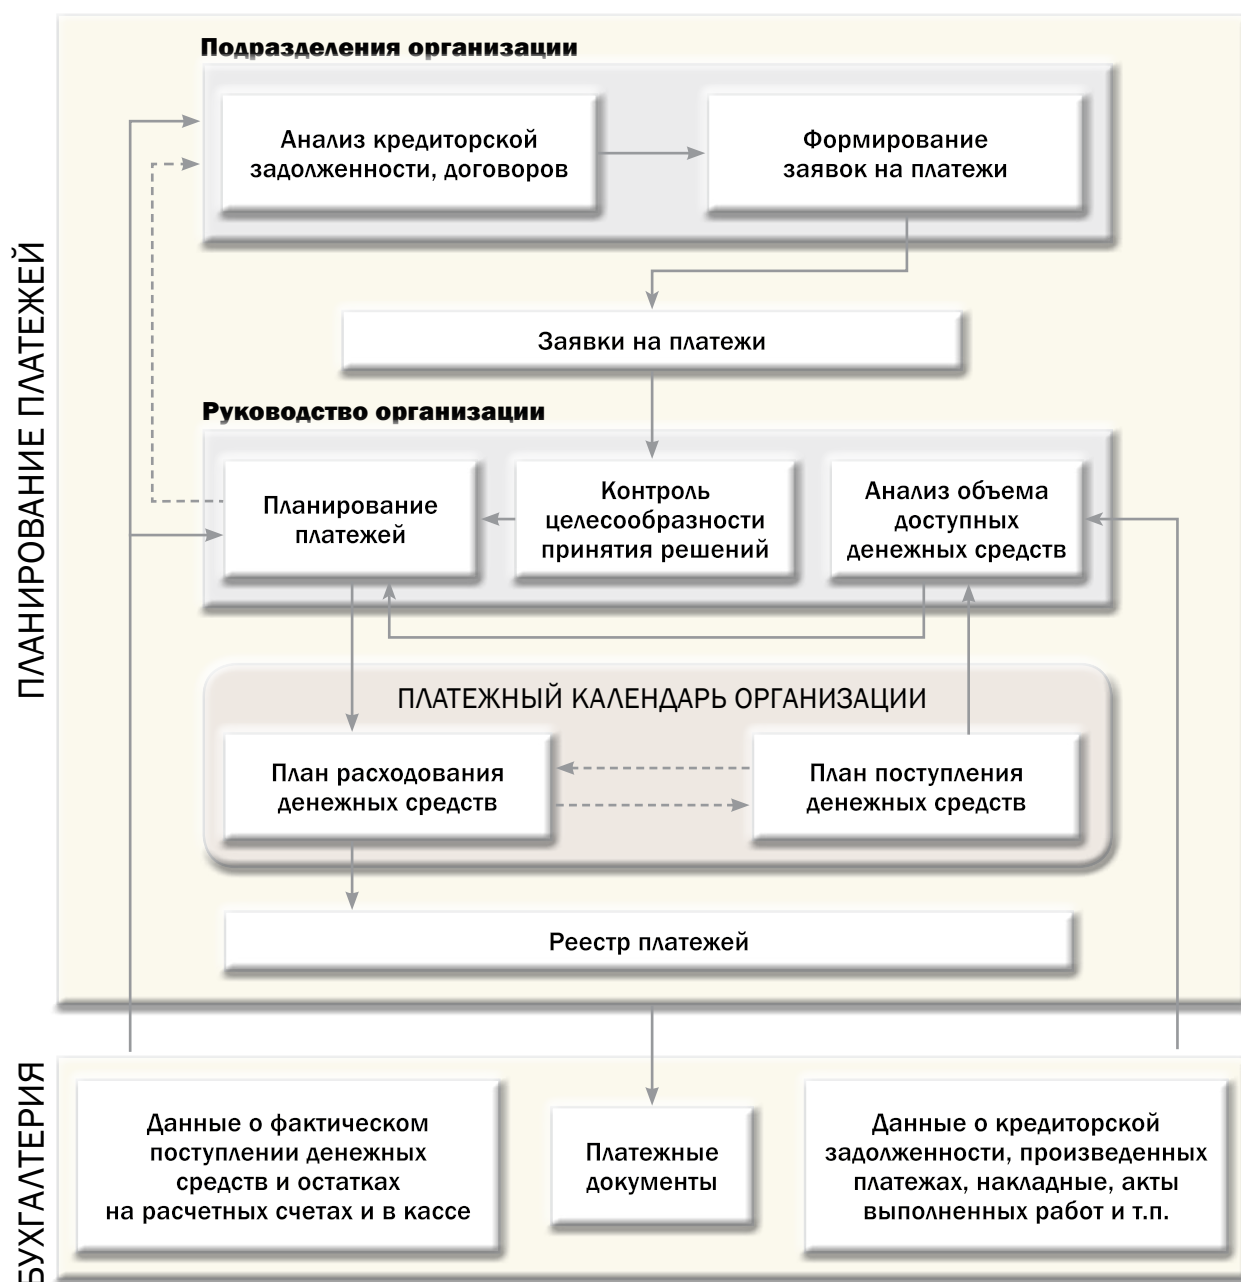 Подразделения организации
Анализ кредиторской
задолженности, договоров
Формирование
заявок на платежи
Заявки на платежи
ПЛАНИРОВАНИЕ ПЛАТЕЖЕЙ
Руководство организации
Планирование
платежей
Контроль
целесообразности
принятия решений
Анализ объема
доступных
денежных средств
ПЛАТЕЖНЫЙ КАЛЕНДАРЬ ОРГАНИЗАЦИИ
План расходования
денежных средств
План поступления
денежных средств
Реестр платежей
БУХГАЛТЕРИЯ
Данные о фактическом
поступлении денежных
средств и остатках
на расчетных счетах и в кассе
Платежные
документы
Данные о кредиторской
задолженности, произведенных
платежах, накладные, акты
выполненных работ и т.п.